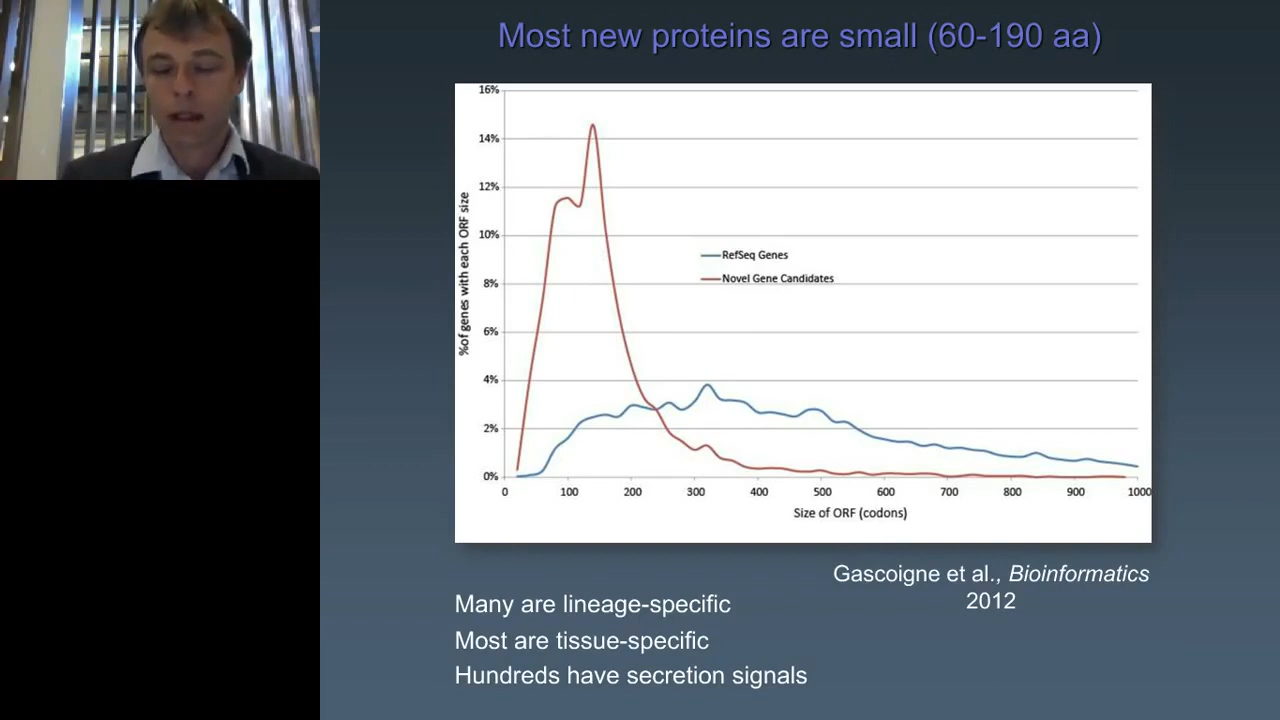 Most new proteins are small (60-190 aa)
16%
14%
12%
10%
8%
6%
4%
2%
0%
%of genes with each ORF size
RefSeq Genes
Novel Gene Candidates
0 100 200 300 400 500 600 700 800 900 1000
Size of ORF (codons)
Gascoigne et al., Bioinformatics
2012
Many are lineage-specific
Most are tissue-specific
Hundreds have secretion signals